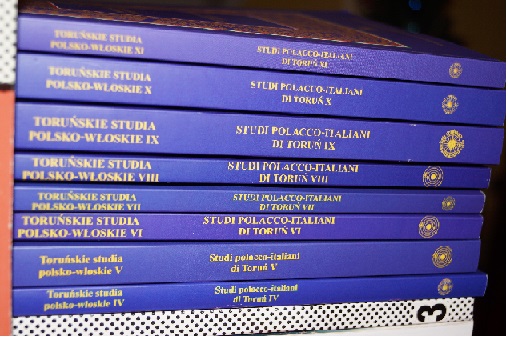 TORUŃSKIE STUDIA
POLSKO-WŁOSKIE XI
STUDI POLACCO-ITALIANI
DI TORUŃ XI
TORUŃSKIE STUDIA
POLSKO-WŁOSKIE X
STUDI POLACCO-ITALIANI
DI TORUŃ X
TORUŃSKIE STUDIA
POLSKO-WŁOSKIE IX
STUDI POLACCO-ITALIANI
DI TORUŃ IX
TORUŃSKIE STUDIA
POLSKO-WŁOSKIE VIII
STUDI POLACCO-ITALIANI
DI TORUŃ VIII
TORUŃSKIE STUDIA
POLSKO-WŁOSKIE VII
STUDI POLACCO-ITALIANI
DI TORUŃ VII
TORUŃSKIE STUDIA
POLSKO-WŁOSKIE VI
STUDI POLACCO-ITALIANI
DI TORUŃ VI
Toruńskie studia
polsko-włoskie V
Studi polacco-italiani
di Toruń V
Toruńskie studia
polsko-włoskie IV
Studi polacco-italiani
di Toruń IV
3